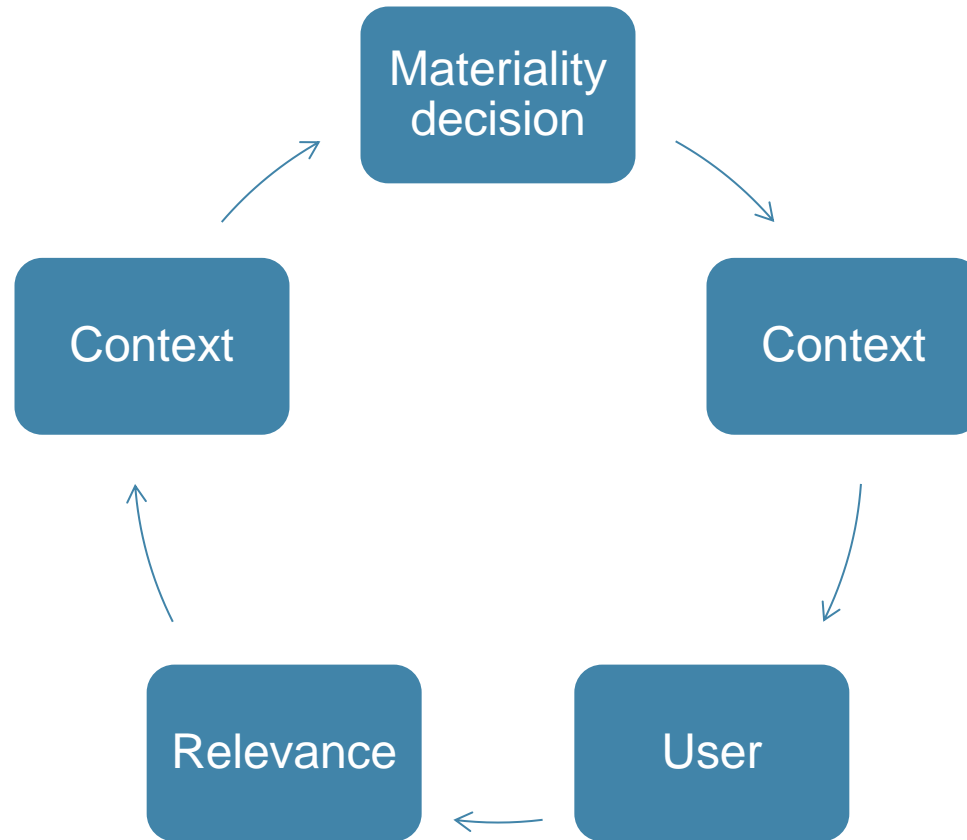 Materiality
decision
Context
Context
Relevance
User